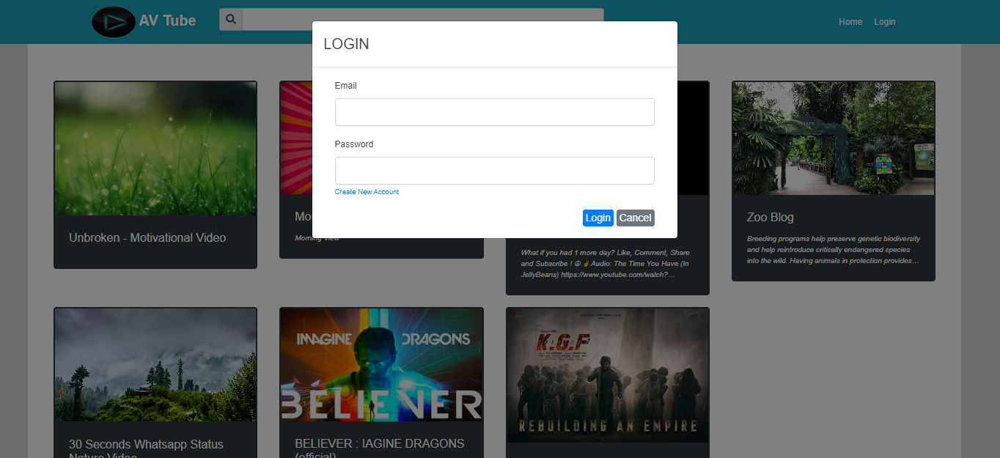 AV Tube
Home
Login
LOGIN
Email
Password
Create New Account
Login
Cancel
Unbroken - Motivational Video
Mo
Morning View
What if you had 1 more day? Like, Comment, Share
and Subscribe ! ☮ ✌ Audio: The Time You Have (In
JellyBeans) https://www.youtube.com/watch?…
Zoo Blog
Breeding programs help preserve genetic biodiversity
and help reintroduce critically endangered species
into the wild. Having animals in protection provides…
30 Seconds Whatsapp Status
Nature Video
IMAGINE DRAGONS
BELIEVER
BELIEVER : IAGINE DRAGONS
(official)
K.G.F
REBUILDING AN EMPIRE